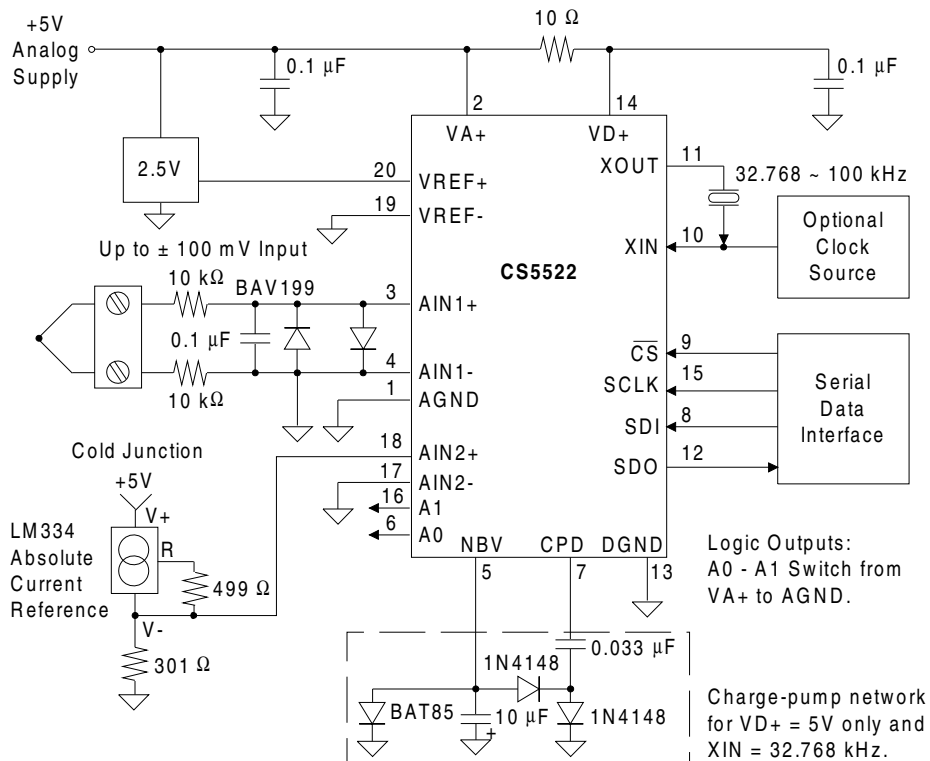 +5V
Analog
Supply
0.1 µF
10 Ω
0.1 µF
2
14
VA+
VD+
2.5V
20
VREF+
19
VREF-
XOUT
11
32.768 ~ 100 kHz
XIN
10
Optional
Clock
Source
CS5522
Up to ± 100 mV Input
10 kΩ
BAV199
3
AIN1+
0.1 µF
4
AIN1-
10 kΩ
1
AGND
CS
9
SCLK
15
SDI
8
SDO
12
Serial
Data
Interface
18
AIN2+
17
AIN2-
16
A1
6
A0
Cold Junction
+5V
V+
LM334
Absolute
Current
Reference
R
499 Ω
V-
301 Ω
NBV
CPD
DGND
5
7
13
Logic Outputs:
A0 - A1 Switch from
VA+ to AGND.
0.033 µF
1N4148
BAT85
10 µF
+
1N4148
Charge-pump network
for VD+ = 5V only and
XIN = 32.768 kHz.